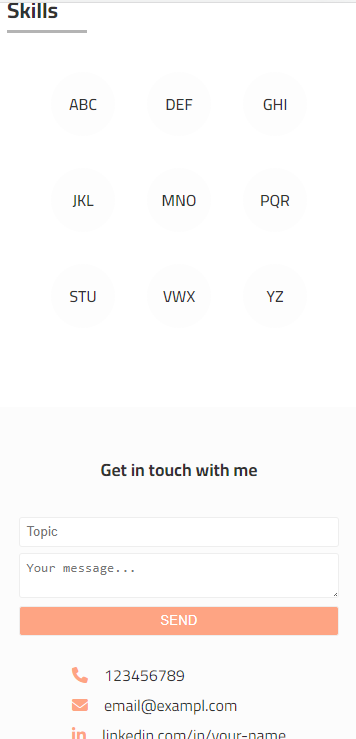 Skills
ABC DEF GHI
JKL MNO PQR
STU VWX YZ
Get in touch with me
Topic
Your message...
SEND
123456789
email@exampl.com
linkedin.com/in/your-name